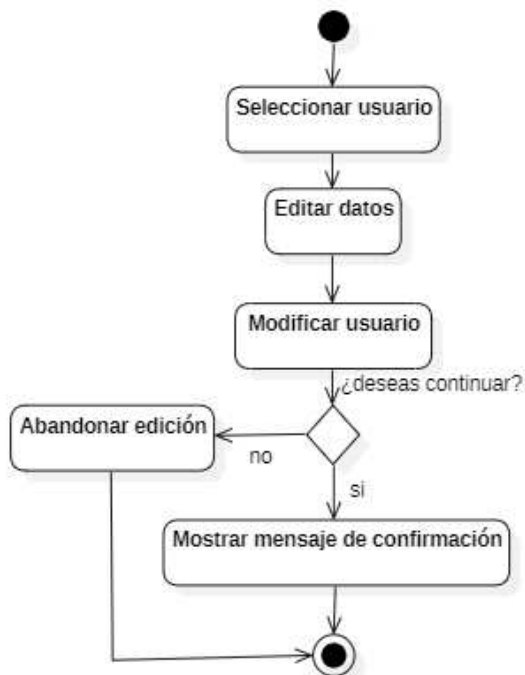 Seleccionar usuario
Editar datos
Modificar usuario
¿deseas continuar?
Abandonar edición
no
si
Mostrar mensaje de confirmación